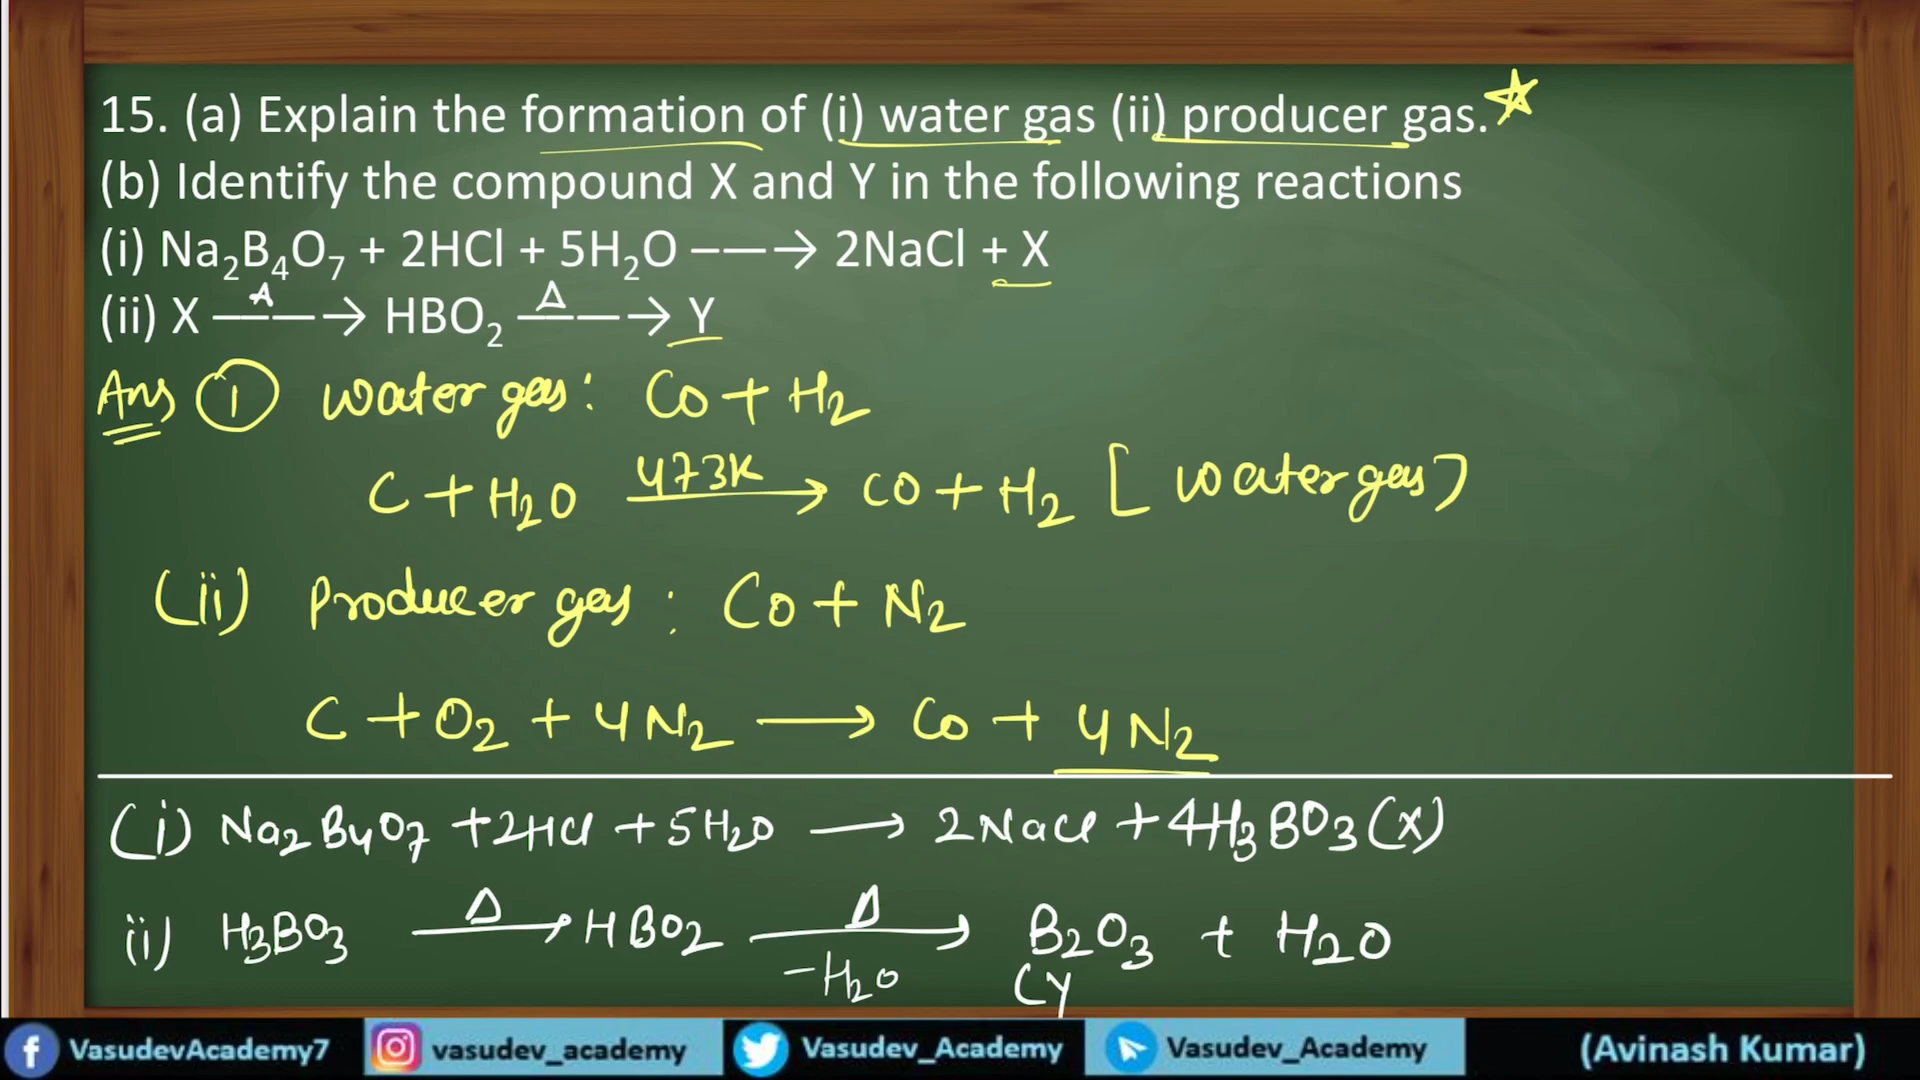 15. (a) Explain the formation of (i) water gas (ii) producer gas.
(b) Identify the compound X and Y in the following reactions
(i) Na₂B₄O₇ + 2HCl + 5H₂O ——→ 2NaCl + X
(ii) X —Δ—→ HBO₂ —Δ—→ Y
Ans (i) water gas : CO + H₂
C + H₂O —473K→ CO + H₂ [water gas)
(ii) Producer gas : CO + N₂
C + O₂ + 4N₂ → CO + 4N₂
(i) Na₂B₄O₇ + 2HCl + 5H₂O → 2NaCl + 4H₃BO₃ (X)
ii) H₃BO₃ —Δ→ HBO₂ —Δ→ B₂O₃ + H₂O
-H₂O (Y
VasudevAcademy7 vasudev_academy Vasudev_Academy Vasudev_Academy (Avinash Kumar)